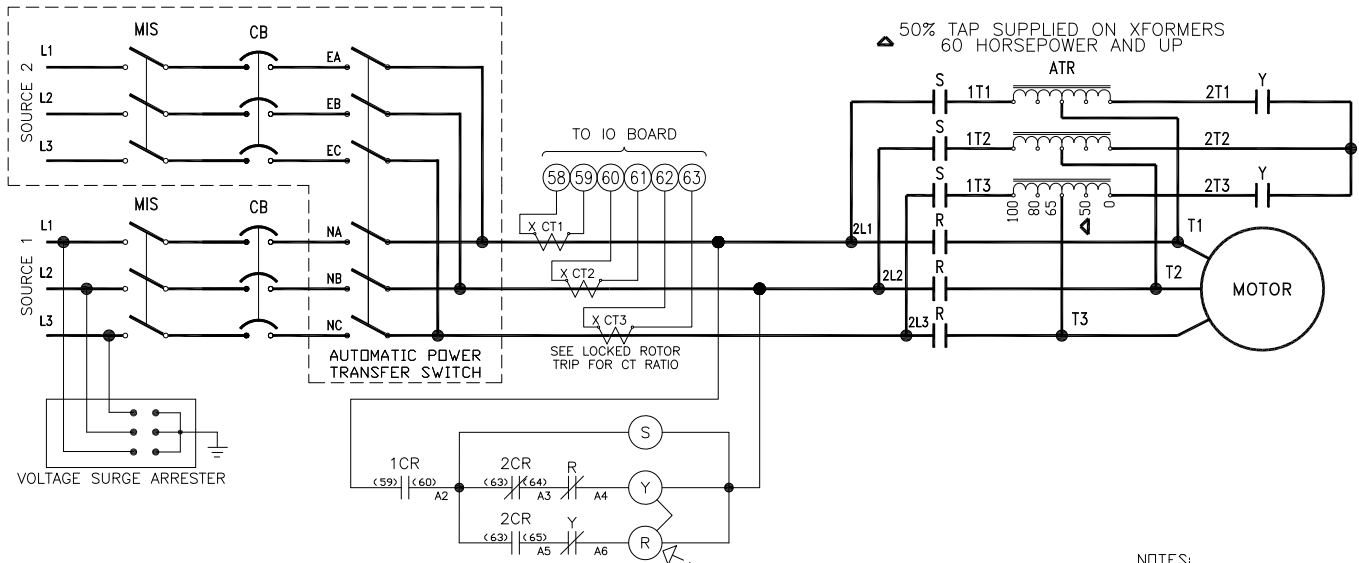 50% TAP SUPPLIED ON XFORMERS
60 HORSEPOWER AND UP
MIS
CB
ATR
L1
EA
S
1T1
2T1
Y
SOURCE 2
L2
EB
TO IO BOARD
S
1T2
2T2
L3
EC
58 59 60 61 62 63
S
1T3
100 80 65 50 0
2T3
Y
MIS
CB
L1
NA
X CT1
2L1
R
T1
SOURCE 1
L2
NB
X CT2
2L2
R
T2
MOTOR
L3
NC
X CT3
2L3
R
T3
AUTOMATIC POWER
TRANSFER SWITCH
SEE LOCKED ROTOR
TRIP FOR CT RATIO
VOLTAGE SURGE ARRESTER
S
1CR
(59) (60) A2
2CR
(63) (64) A3
R
A4
Y
2CR
(63) (65) A5
Y
A6
R
NOTES: